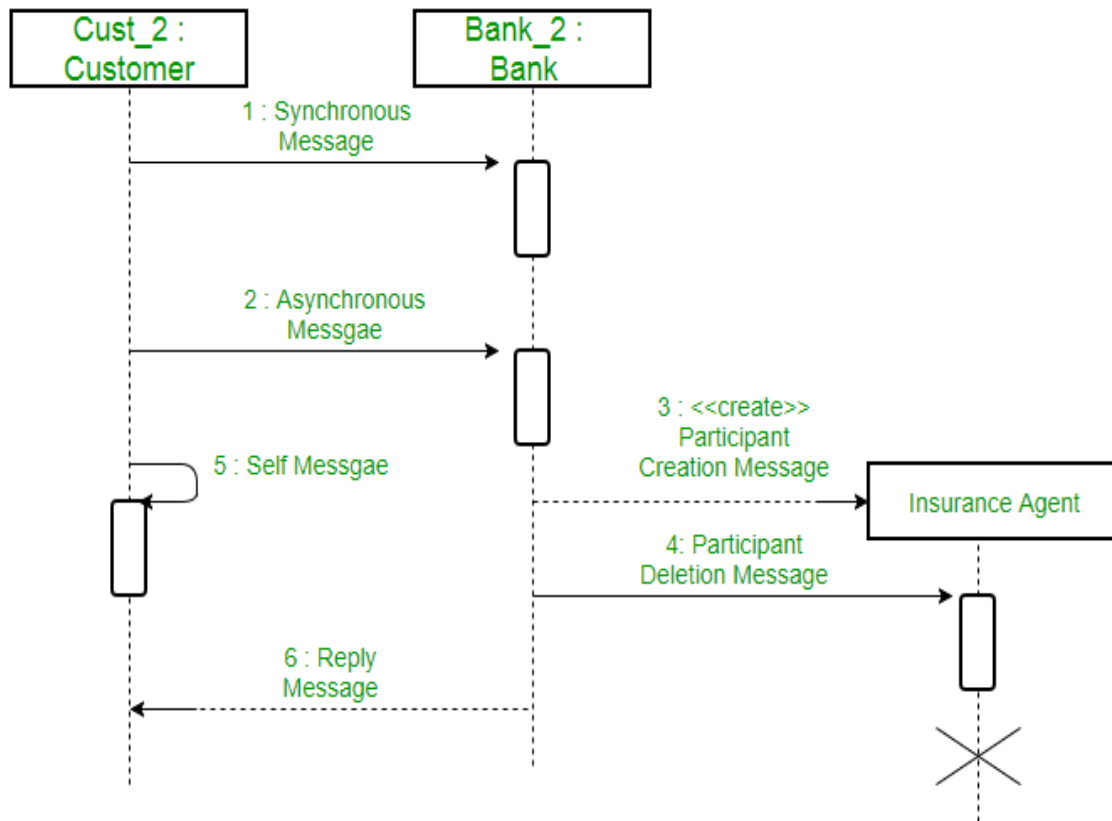 Cust_2 :
Customer
Bank_2 :
Bank
1 : Synchronous
Message
2 : Asynchronous
Messgae
3 : <<create>>
Participant
Creation Message
5 : Self Messgae
Insurance Agent
4: Participant
Deletion Message
6 : Reply
Message